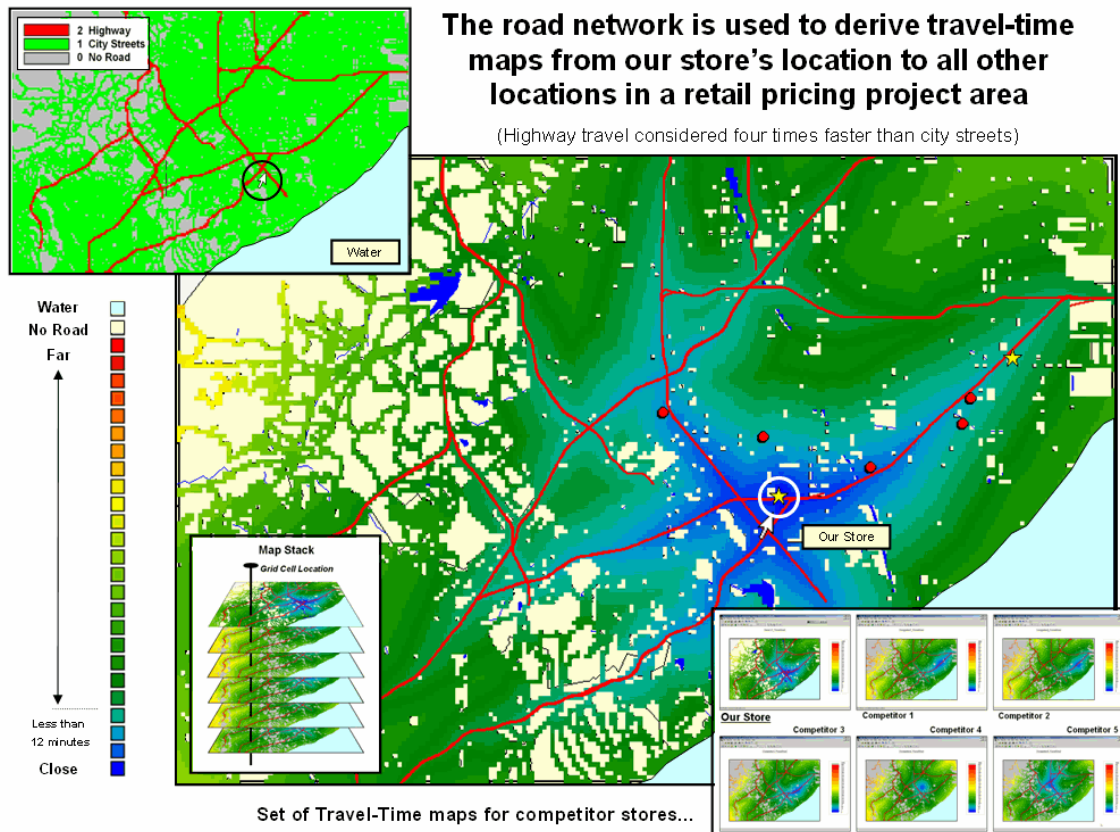 The road network is used to derive travel-time
maps from our store's location to all other
locations in a retail pricing project area
(Highway travel considered four times faster than city streets)
2 Highway
1 City Streets
0 No Road
Water
Water
No Road
Far
Less than
12 minutes
Close
Our Store
Map Stack
Grid Cell Location
Our Store
Competitor 1
Competitor 2
Competitor 3
Competitor 4
Competitor 5
Set of Travel-Time maps for competitor stores...